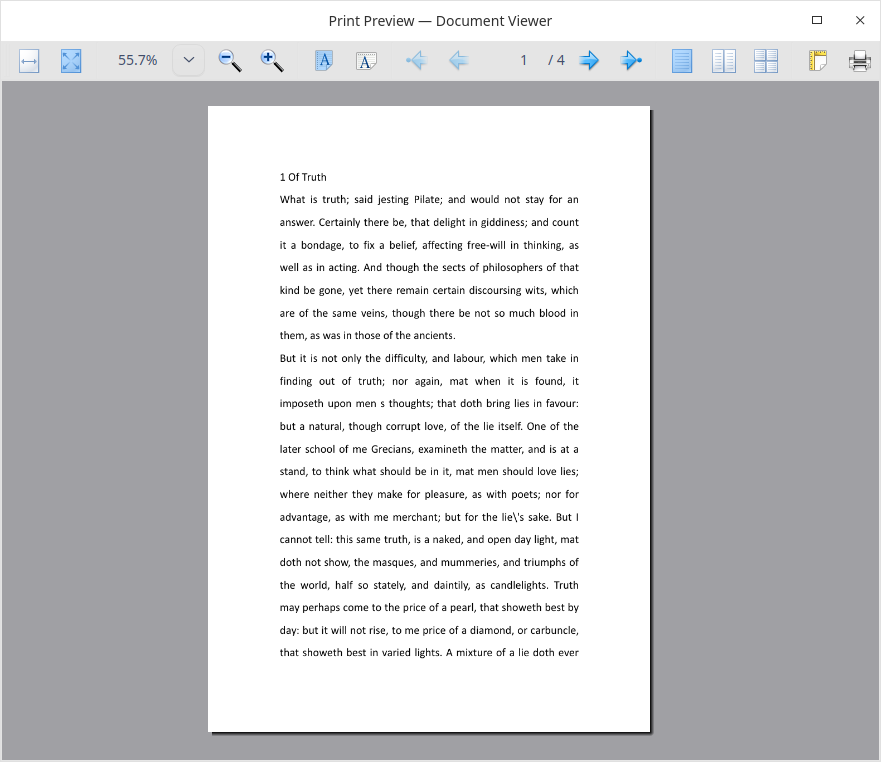 Print Preview — Document Viewer
55.7%
1 / 4
1 Of Truth
What is truth; said jesting Pilate; and would not stay for an
answer. Certainly there be, that delight in giddiness; and count
it a bondage, to fix a belief, affecting free-will in thinking, as
well as in acting. And though the sects of philosophers of that
kind be gone, yet there remain certain discoursing wits, which
are of the same veins, though there be not so much blood in
them, as was in those of the ancients.
But it is not only the difficulty, and labour, which men take in
finding out of truth; nor again, mat when it is found, it
imposeth upon men s thoughts; that doth bring lies in favour:
but a natural, though corrupt love, of the lie itself. One of the
later school of me Grecians, examineth the matter, and is at a
stand, to think what should be in it, mat men should love lies;
where neither they make for pleasure, as with poets; nor for
advantage, as with me merchant; but for the lie\'s sake. But I
cannot tell: this same truth, is a naked, and open day light, mat
doth not show, the masques, and mummeries, and triumphs of
the world, half so stately, and daintily, as candlelights. Truth
may perhaps come to the price of a pearl, that showeth best by
day: but it will not rise, to me price of a diamond, or carbuncle,
that showeth best in varied lights. A mixture of a lie doth ever